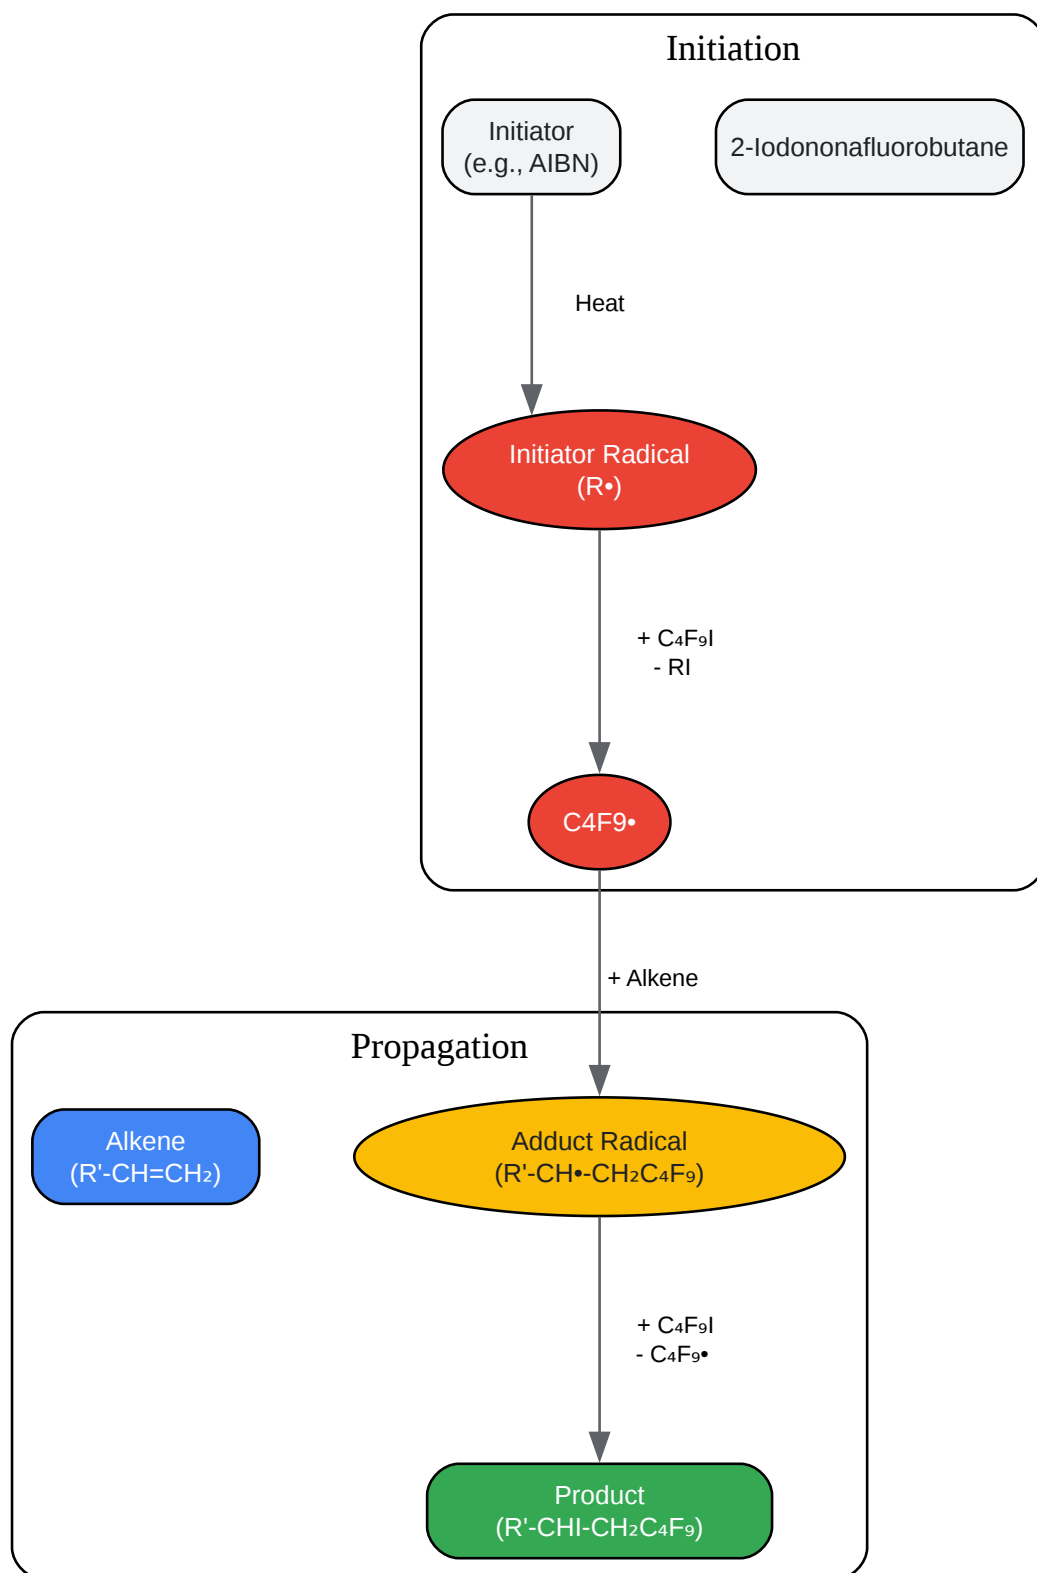 Initiation
Initiator
(e.g., AIBN)
2-Iodononafluorobutane
Heat
Initiator Radical
(R•)
+ C₄F₉I
- RI
C4F9•
+ Alkene
Propagation
Alkene
(R'-CH=CH₂)
Adduct Radical
(R'-CH•-CH₂C₄F₉)
+ C₄F₉I
- C₄F₉•
Product
(R'-CHI-CH₂C₄F₉)